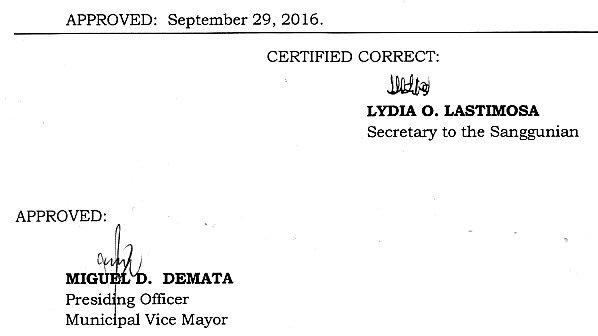 APPROVED: September 29, 2016.
CERTIFIED CORRECT:
LYDIA O. LASTIMOSA
Secretary to the Sanggunian
APPROVED:
MIGUEL D. DEMATA
Presiding Officer
Municipal Vice Mayor